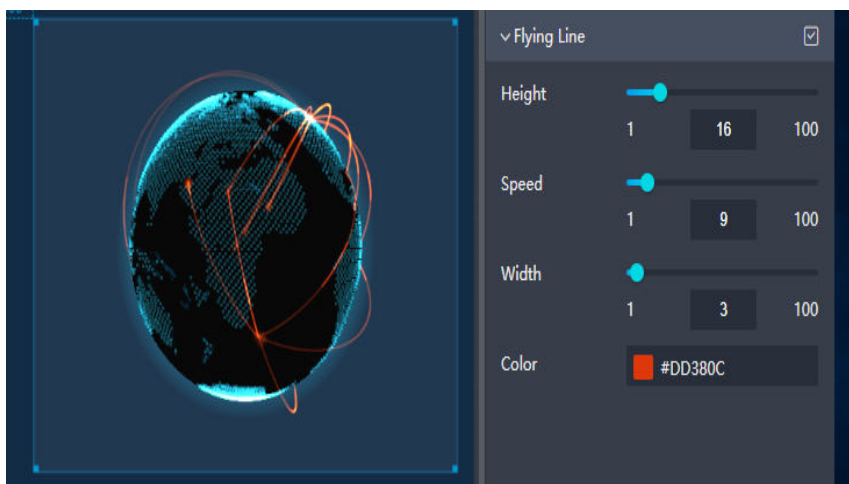 Flying Line
Height
1 16 100
Speed
1 9 100
Width
1 3 100
Color #DD380C